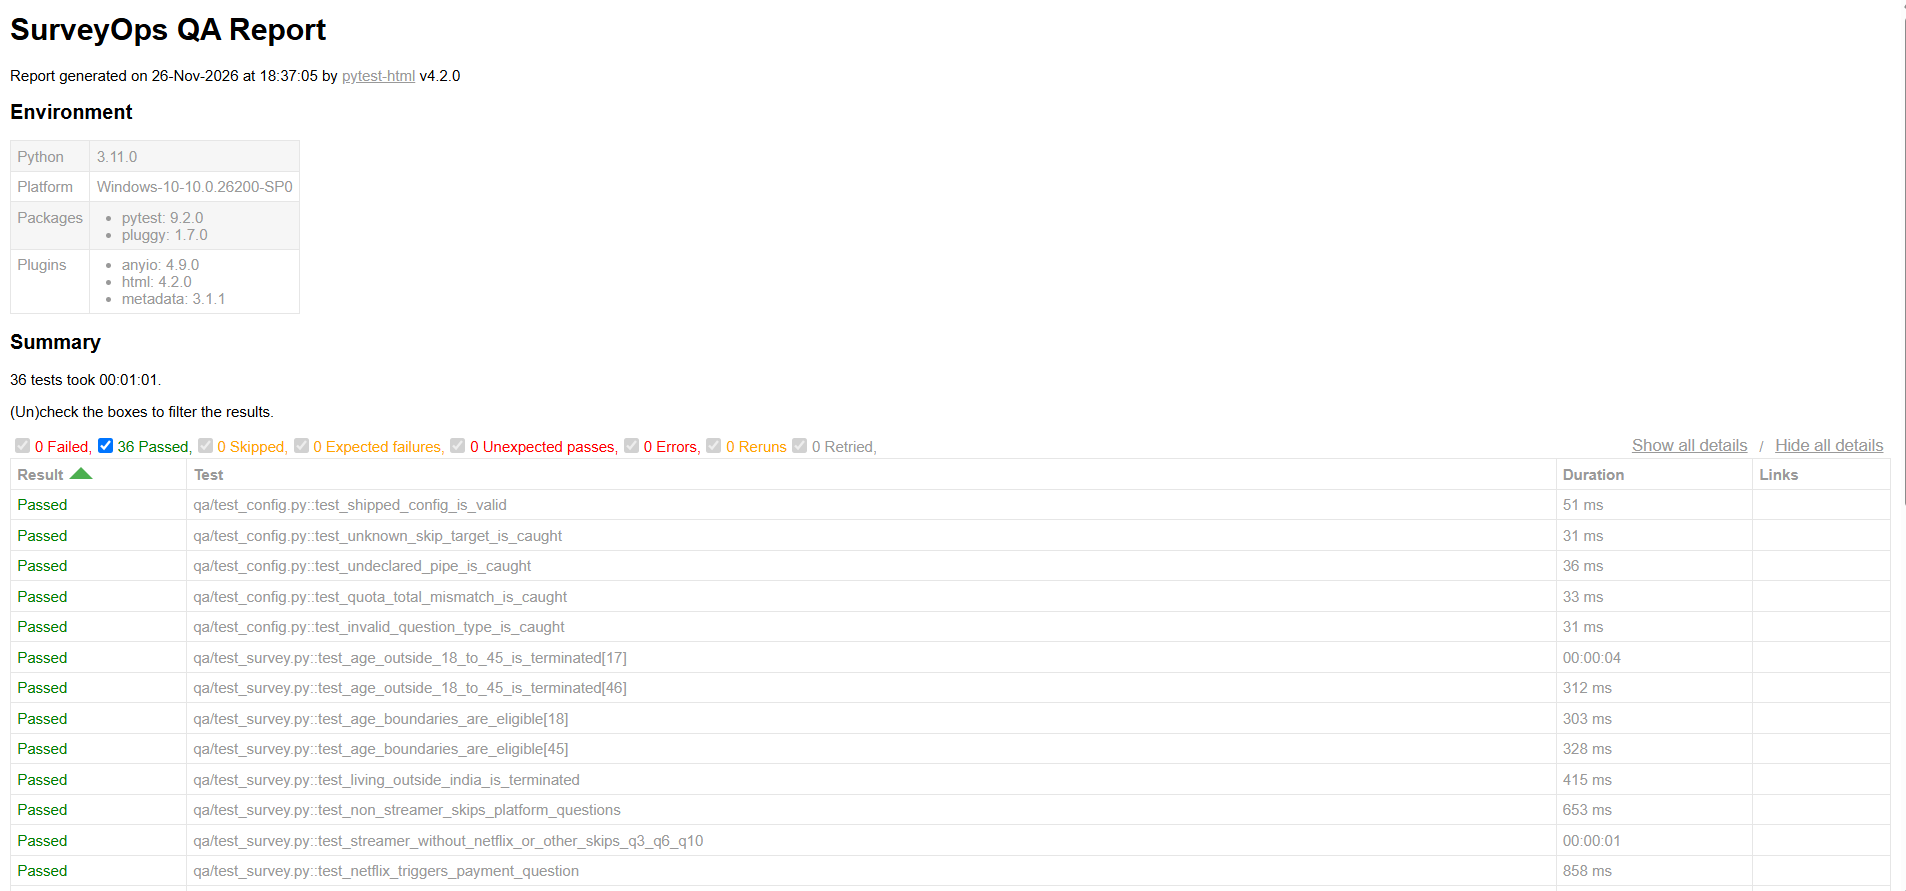 SurveyOps QA Report
Report generated on 26-Nov-2026 at 18:37:05 by pytest-html v4.2.0
Environment
Python 3.11.0
Platform Windows-10-10.0.26200-SP0
Packages
pytest: 9.2.0
pluggy: 1.7.0
Plugins
anyio: 4.9.0
html: 4.2.0
metadata: 3.1.1
Summary
36 tests took 00:01:01.
(Un)check the boxes to filter the results.
0 Failed, 36 Passed, 0 Skipped, 0 Expected failures, 0 Unexpected passes, 0 Errors, 0 Reruns 0 Retried, Show all details / Hide all details
Result Test Duration Links
Passed qa/test_config.py::test_shipped_config_is_valid 51 ms
Passed qa/test_config.py::test_unknown_skip_target_is_caught 31 ms
Passed qa/test_config.py::test_undeclared_pipe_is_caught 36 ms
Passed qa/test_config.py::test_quota_total_mismatch_is_caught 33 ms
Passed qa/test_config.py::test_invalid_question_type_is_caught 31 ms
Passed qa/test_survey.py::test_age_outside_18_to_45_is_terminated[17] 00:00:04
Passed qa/test_survey.py::test_age_outside_18_to_45_is_terminated[46] 312 ms
Passed qa/test_survey.py::test_age_boundaries_are_eligible[18] 303 ms
Passed qa/test_survey.py::test_age_boundaries_are_eligible[45] 328 ms
Passed qa/test_survey.py::test_living_outside_india_is_terminated 415 ms
Passed qa/test_survey.py::test_non_streamer_skips_platform_questions 653 ms
Passed qa/test_survey.py::test_streamer_without_netflix_or_other_skips_q3_q6_q10 00:00:01
Passed qa/test_survey.py::test_netflix_triggers_payment_question 858 ms